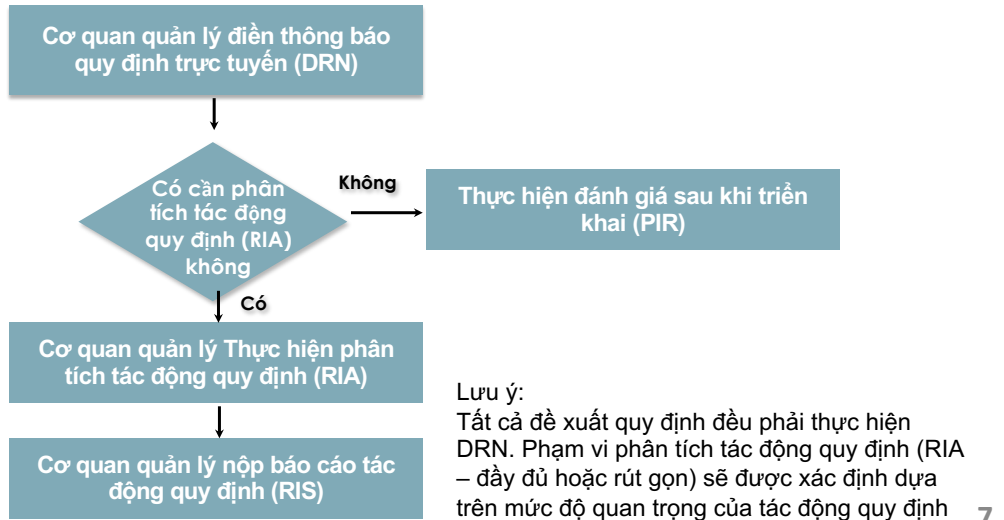 Cơ quan quản lý điền thông báo
quy định trực tuyến (DRN)
Có cần phân
tích tác động
quy định (RIA)
không
Không
Thực hiện đánh giá sau khi triển
khai (PIR)
Có
Cơ quan quản lý Thực hiện phân
tích tác động quy định (RIA)
Cơ quan quản lý nộp báo cáo tác
động quy định (RIS)
Lưu ý:
Tất cả đề xuất quy định đều phải thực hiện
DRN. Phạm vi phân tích tác động quy định (RIA
– đầy đủ hoặc rút gọn) sẽ được xác định dựa
trên mức độ quan trọng của tác động quy định
7